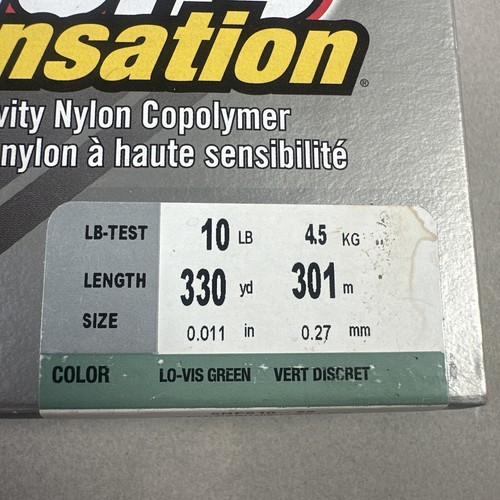 nsation®
vity Nylon Copolymer
nylon à haute sensibilité
LB-TEST 10 LB 4.5 KG
LENGTH 330 yd 301 m
SIZE 0.011 in 0.27 mm
COLOR LO-VIS GREEN VERT DISCRET